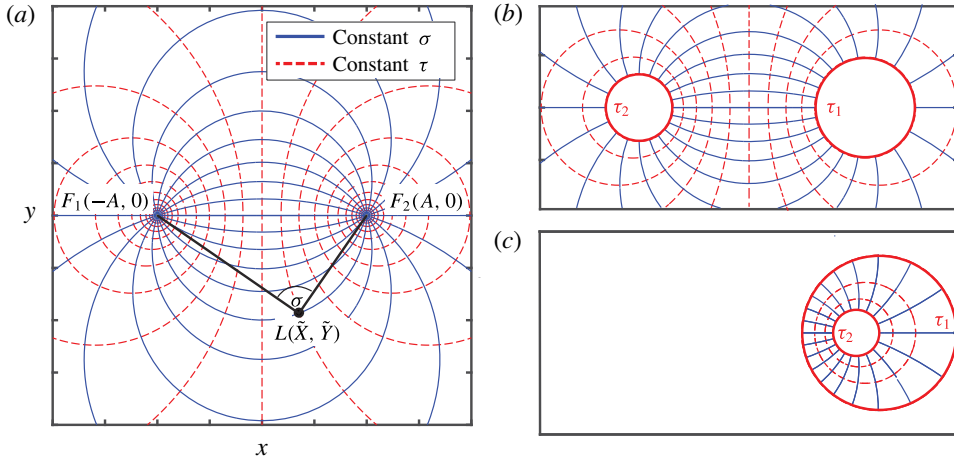 (a)
Constant σ
Constant τ
F₁(−A, 0)
F₂(A, 0)
y
σ
L(X̃, Ỹ)
x
(b)
τ₂
τ₁
(c)
τ₂
τ₁